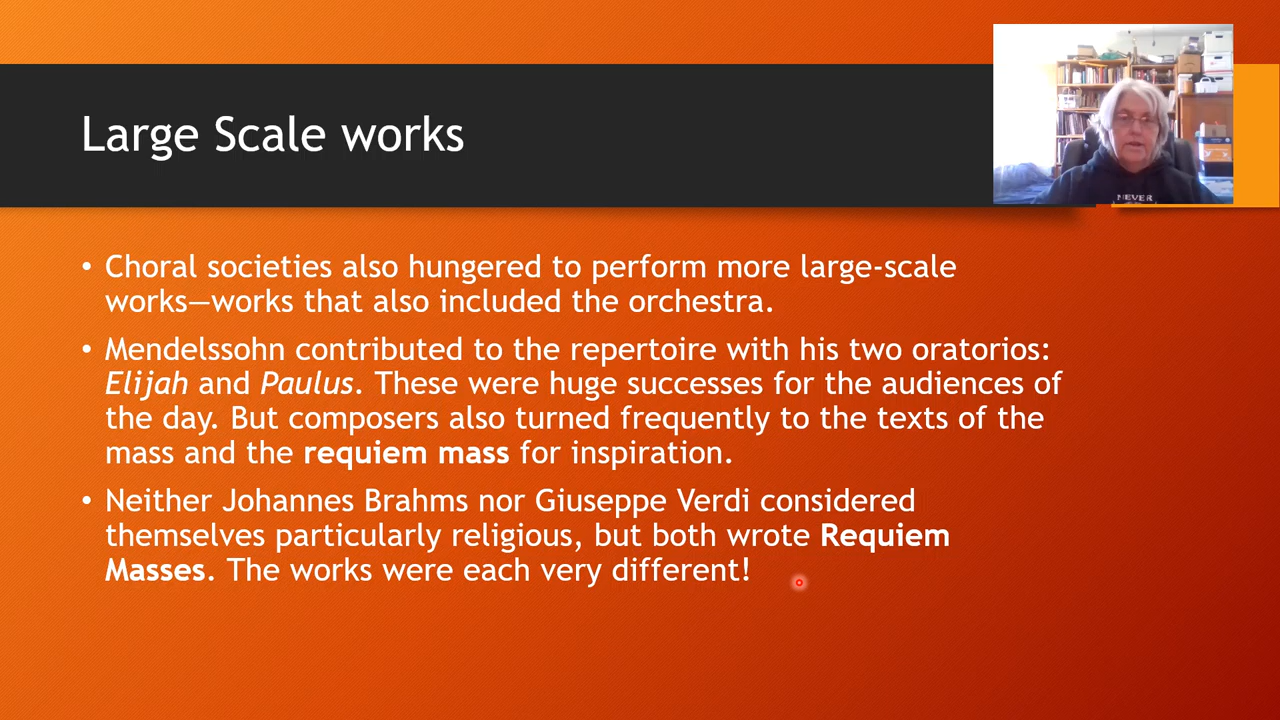 Large Scale works
• Choral societies also hungered to perform more large-scale
works—works that also included the orchestra.
• Mendelssohn contributed to the repertoire with his two oratorios:
Elijah and Paulus. These were huge successes for the audiences of
the day. But composers also turned frequently to the texts of the
mass and the requiem mass for inspiration.
• Neither Johannes Brahms nor Giuseppe Verdi considered
themselves particularly religious, but both wrote Requiem
Masses. The works were each very different!
NEVER